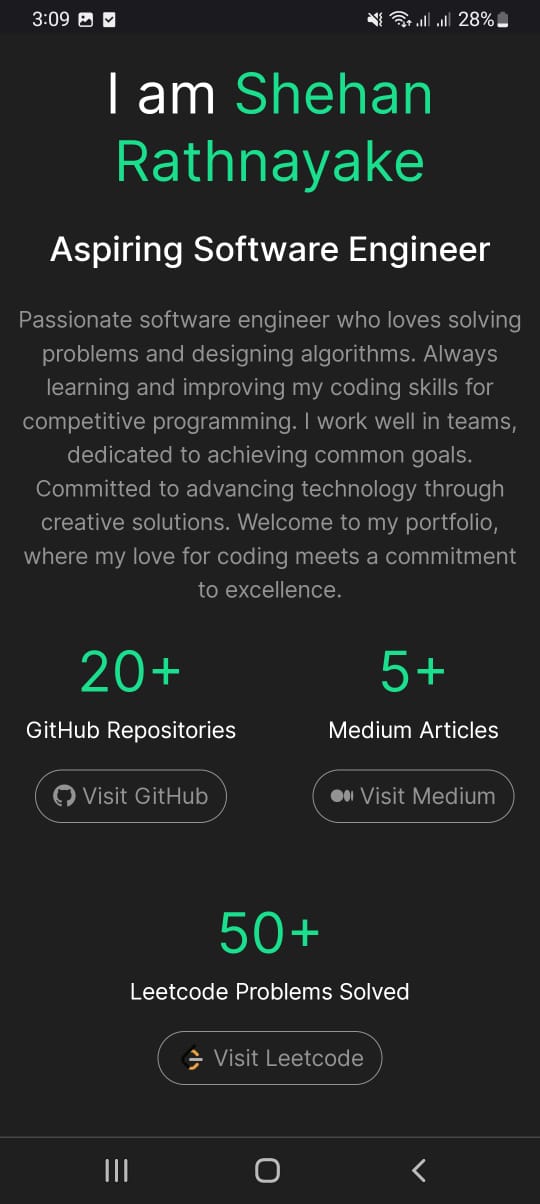 3:09 28%
I am Shehan
Rathnayake
Aspiring Software Engineer
Passionate software engineer who loves solving
problems and designing algorithms. Always
learning and improving my coding skills for
competitive programming. I work well in teams,
dedicated to achieving common goals.
Committed to advancing technology through
creative solutions. Welcome to my portfolio,
where my love for coding meets a commitment
to excellence.
20+ 5+
GitHub Repositories Medium Articles
Visit GitHub Visit Medium
50+
Leetcode Problems Solved
Visit Leetcode